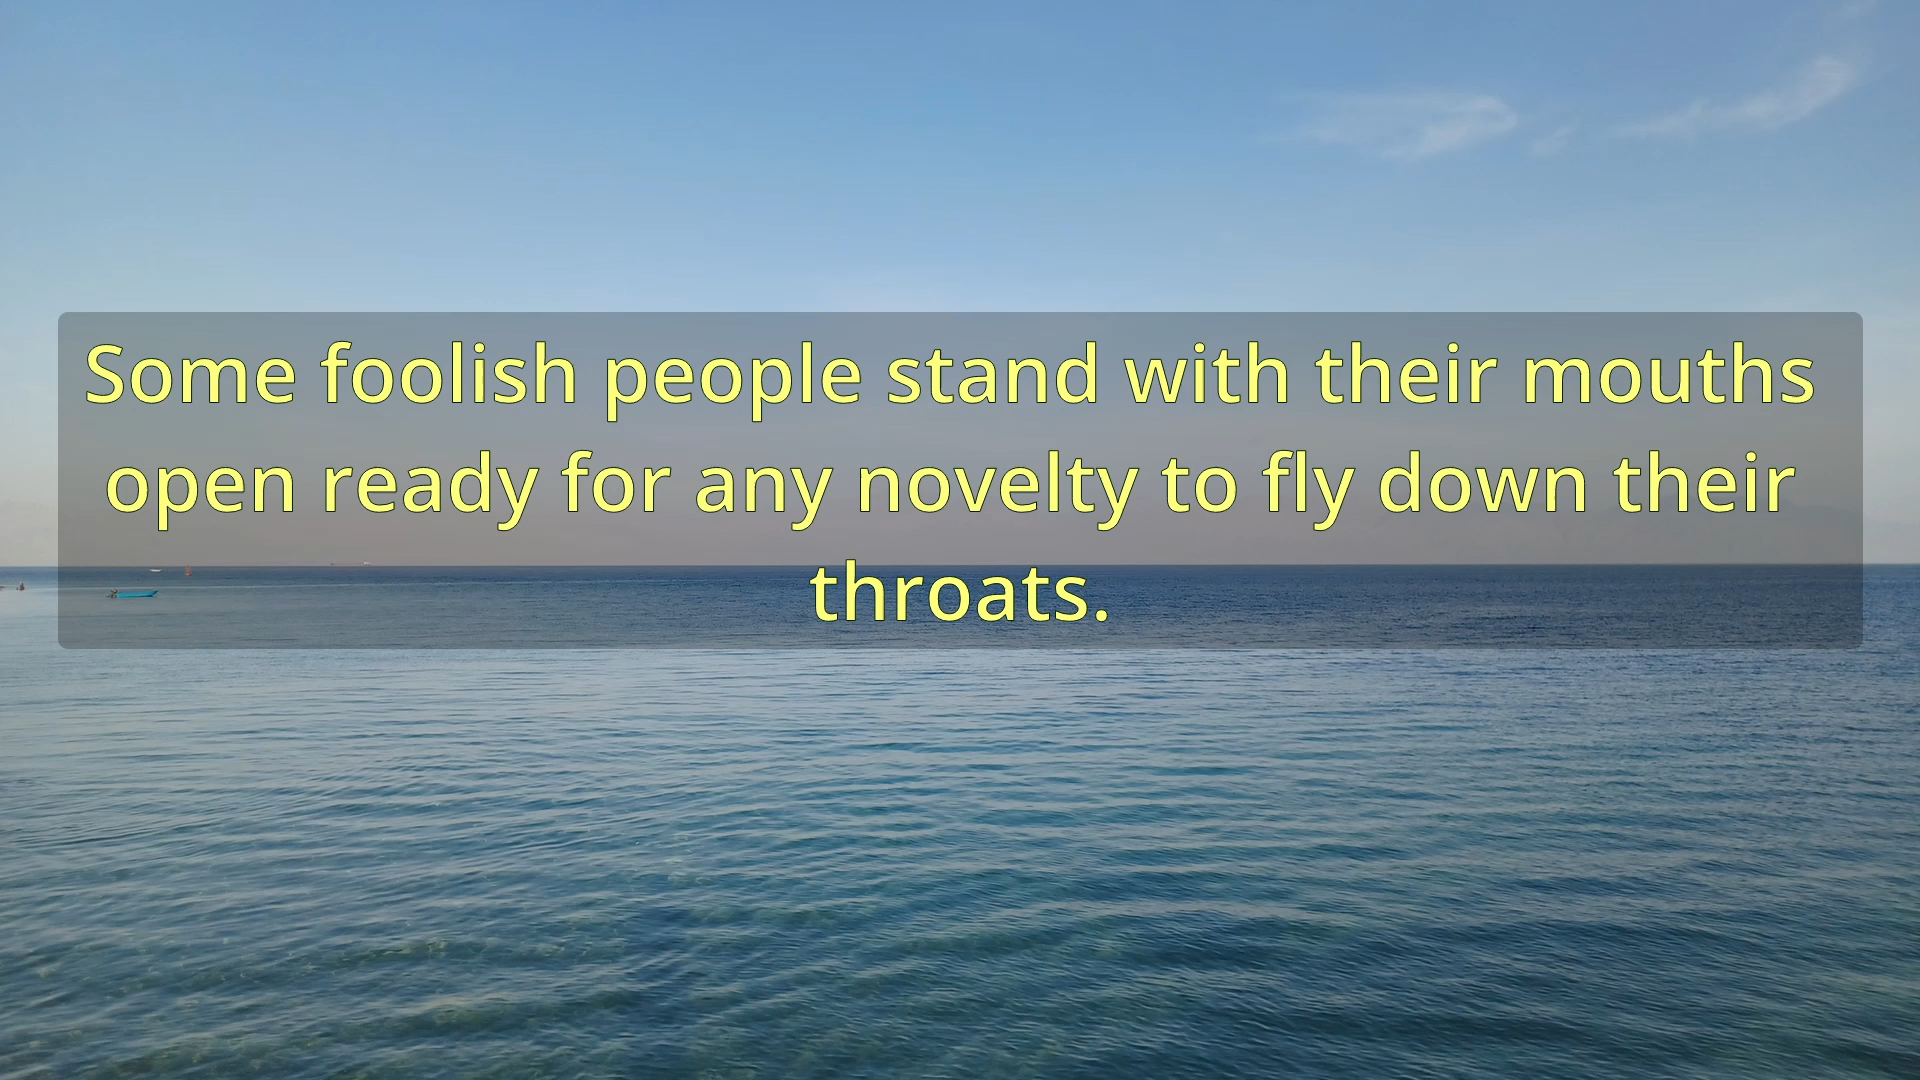 Some foolish people stand with their mouths
open ready for any novelty to fly down their
throats.